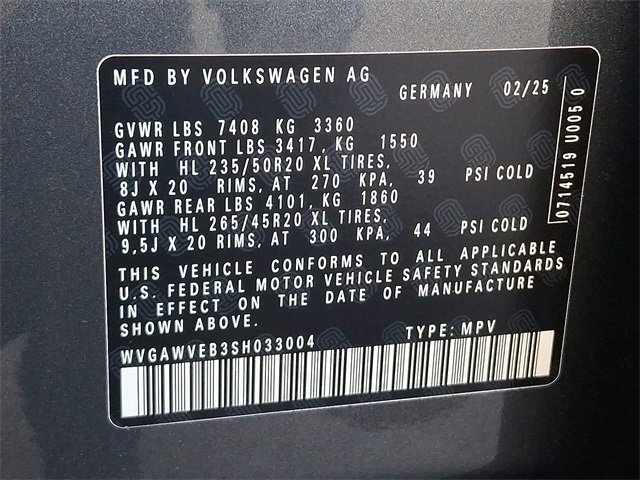 MFD BY VOLKSWAGEN AG
GERMANY 02/25
GVWR LBS 7408 KG 3360
GAWR FRONT LBS 3417, KG 1550
WITH HL 235/50R20 XL TIRES,
8J X 20 RIMS, AT 270 KPA, 39 PSI COLD
GAWR REAR LBS 4101, KG 1860
WITH HL 265/45R20 XL TIRES,
9,5J X 20 RIMS, AT 300 KPA, 44 PSI COLD
THIS VEHICLE CONFORMS TO ALL APPLICABLE
U.S. FEDERAL MOTOR VEHICLE SAFETY STANDARDS
IN EFFECT ON THE DATE OF MANUFACTURE
SHOWN ABOVE.
WVGAWVEB3SH033004 TYPE: MPV
0714519 U005 0